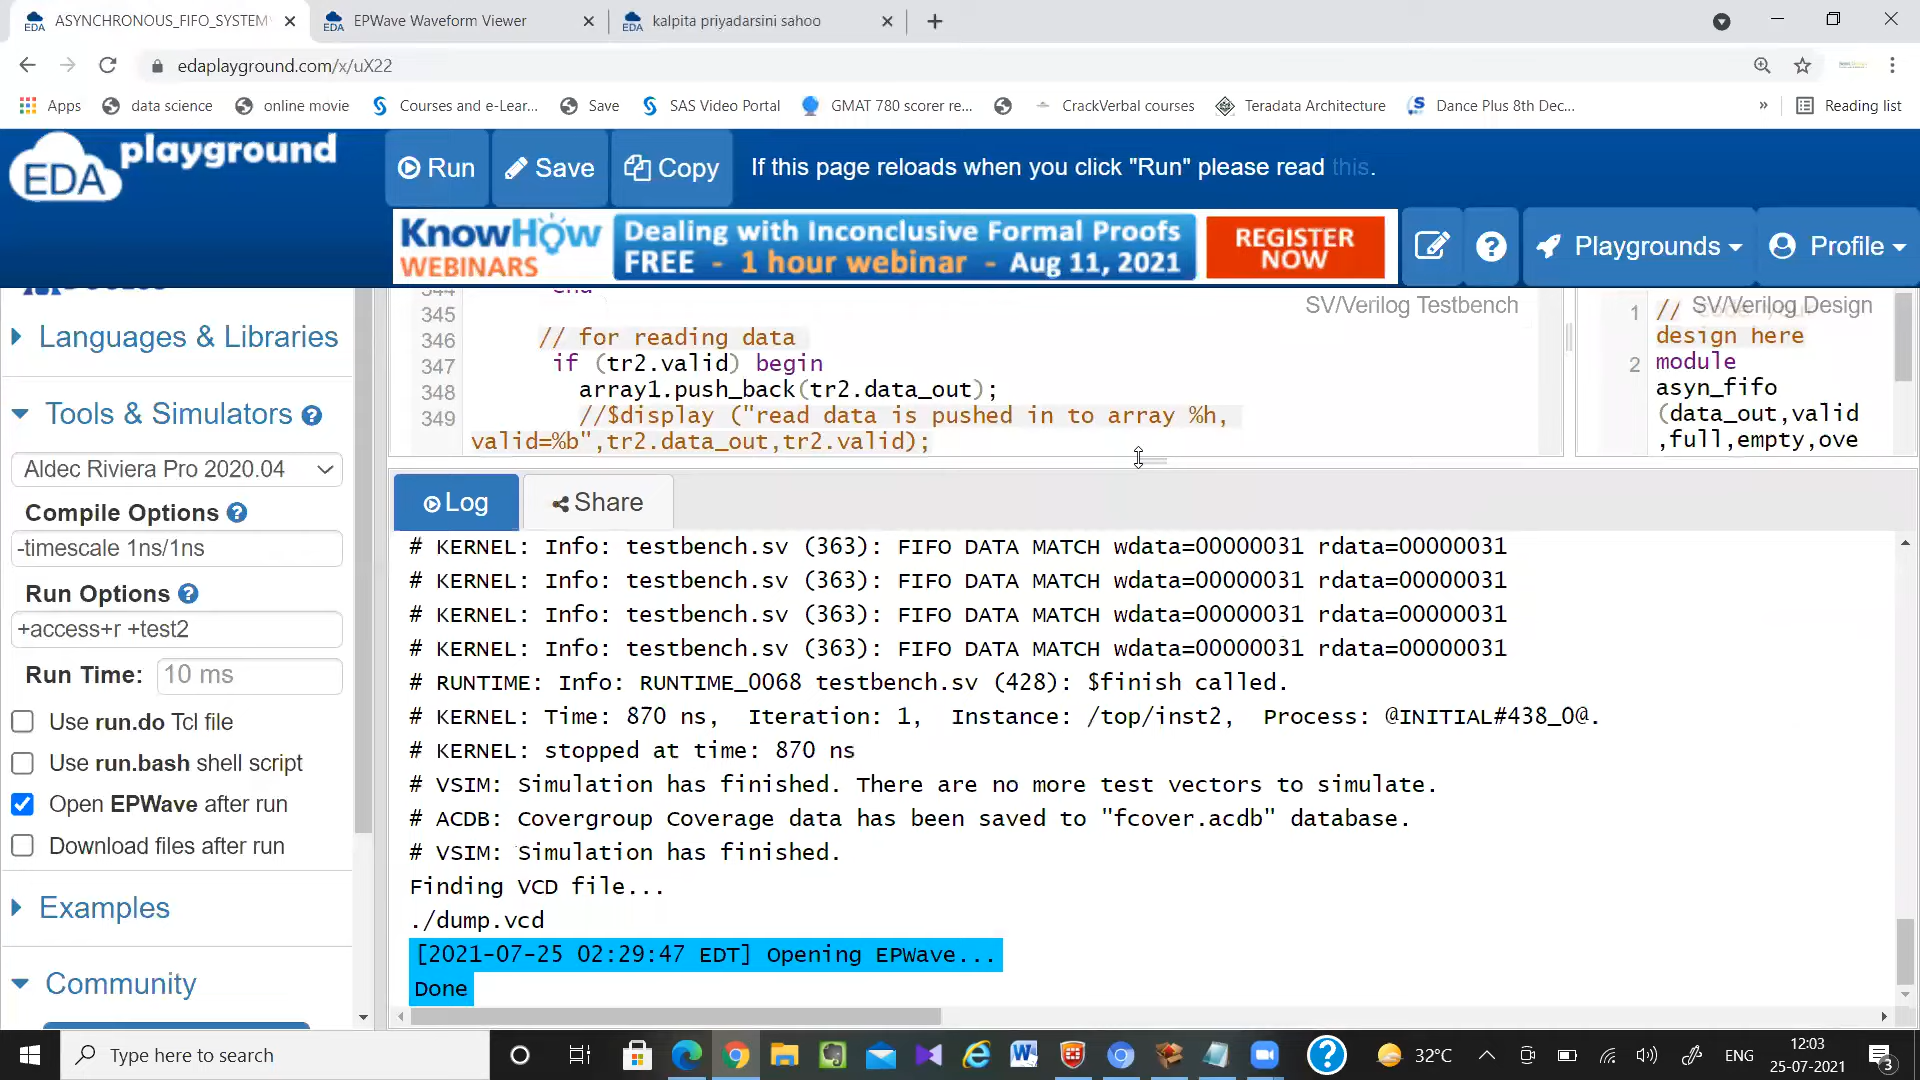 ASYNCHRONOUS_FIFO_SYSTEM
EPWave Waveform Viewer
kalpita priyadarsini sahoo
edaplayground.com/x/uX22
Apps
data science
online movie
Courses and e-Lear...
Save
SAS Video Portal
GMAT 780 scorer re...
CrackVerbal courses
Teradata Architecture
Dance Plus 8th Dec...
»
Reading list
EDA playground
Run
Save
Copy
If this page reloads when you click "Run" please read this.
KnowHow WEBINARS
Dealing with Inconclusive Formal Proofs
FREE - 1 hour webinar - Aug 11, 2021
REGISTER NOW
Playgrounds
Profile
Languages & Libraries
Tools & Simulators
Aldec Riviera Pro 2020.04
Compile Options
-timescale 1ns/1ns
Run Options
+access+r +test2
Run Time: 10 ms
Use run.do Tcl file
Use run.bash shell script
Open EPWave after run
Download files after run
Examples
Community
344 end
345
SV/Verilog Testbench
346 // for reading data
347 if (tr2.valid) begin
348 array1.push_back(tr2.data_out);
349 //$display ("read data is pushed in to array %h,
valid=%b",tr2.data_out,tr2.valid);
SV/Verilog Design
1 //
design here
2 module
asyn_fifo
(data_out,valid
,full,empty,ove
Log
Share
# KERNEL: Info: testbench.sv (363): FIFO DATA MATCH wdata=00000031 rdata=00000031
# KERNEL: Info: testbench.sv (363): FIFO DATA MATCH wdata=00000031 rdata=00000031
# KERNEL: Info: testbench.sv (363): FIFO DATA MATCH wdata=00000031 rdata=00000031
# KERNEL: Info: testbench.sv (363): FIFO DATA MATCH wdata=00000031 rdata=00000031
# RUNTIME: Info: RUNTIME_0068 testbench.sv (428): $finish called.
# KERNEL: Time: 870 ns,  Iteration: 1,  Instance: /top/inst2,  Process: @INITIAL#438_0@.
# KERNEL: stopped at time: 870 ns
# VSIM: Simulation has finished. There are no more test vectors to simulate.
# ACDB: Covergroup Coverage data has been saved to "fcover.acdb" database.
# VSIM: Simulation has finished.
Finding VCD file...
./dump.vcd
[2021-07-25 02:29:47 EDT] Opening EPWave...
Done
Type here to search
32°C
ENG
12:03
25-07-2021
3